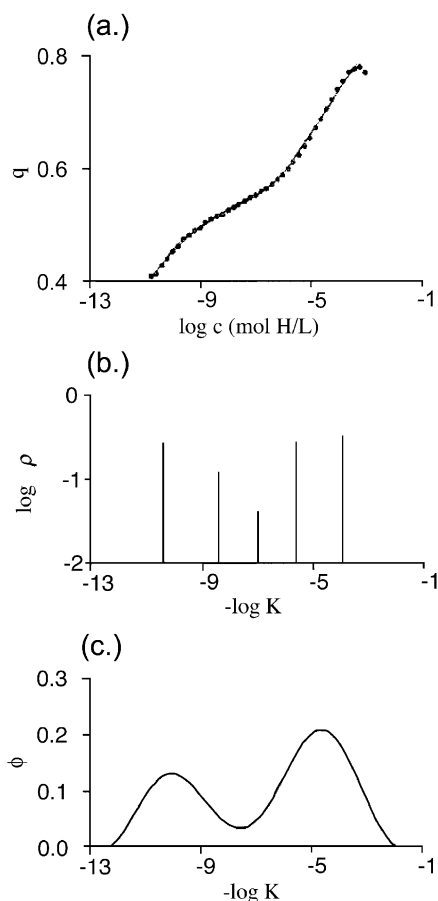 (a.)
0.8
0.6
0.4
q
-13 -9 -5 -1
log c (mol H/L)
(b.)
0
-1
-2
log ρ
-13 -9 -5 -1
-log K
(c.)
0.3
0.2
0.1
0.0
ϕ
-13 -9 -5 -1
-log K